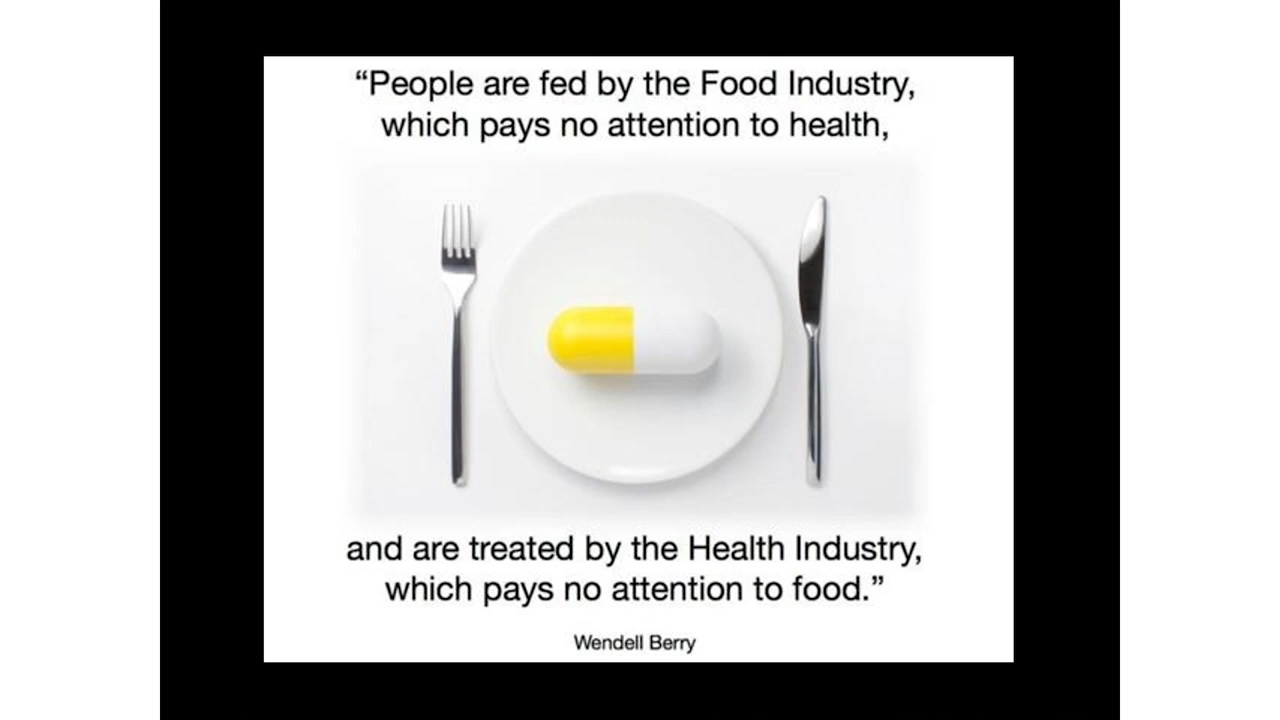 “People are fed by the Food Industry,
which pays no attention to health,
and are treated by the Health Industry,
which pays no attention to food.”
Wendell Berry